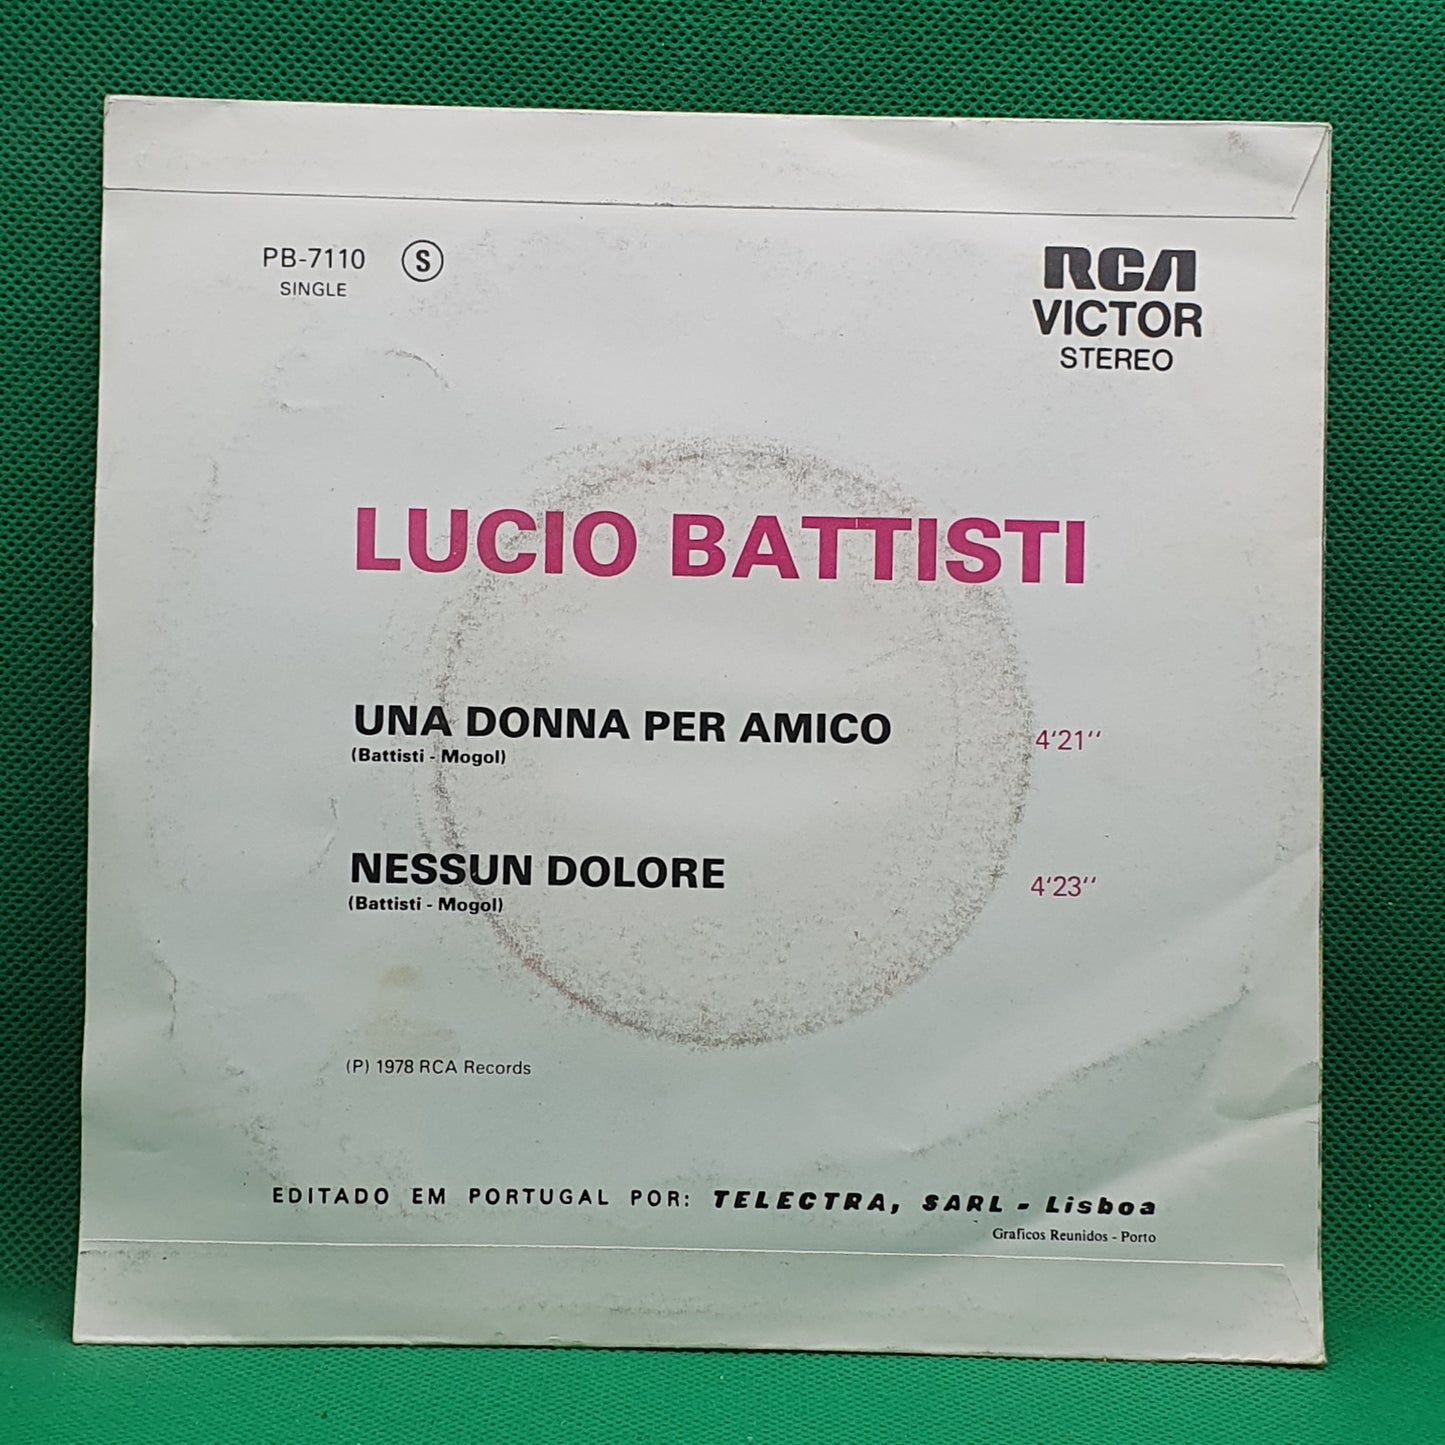 PB-7110 Ⓢ
SINGLE
RCA
VICTOR
STEREO
LUCIO BATTISTI
UNA DONNA PER AMICO 4'21''
(Battisti - Mogol)
NESSUN DOLORE 4'23''
(Battisti - Mogol)
(P) 1978 RCA Records
EDITADO EM PORTUGAL POR: TELECTRA, SARL - Lisboa
Graficos Reunidos - Porto